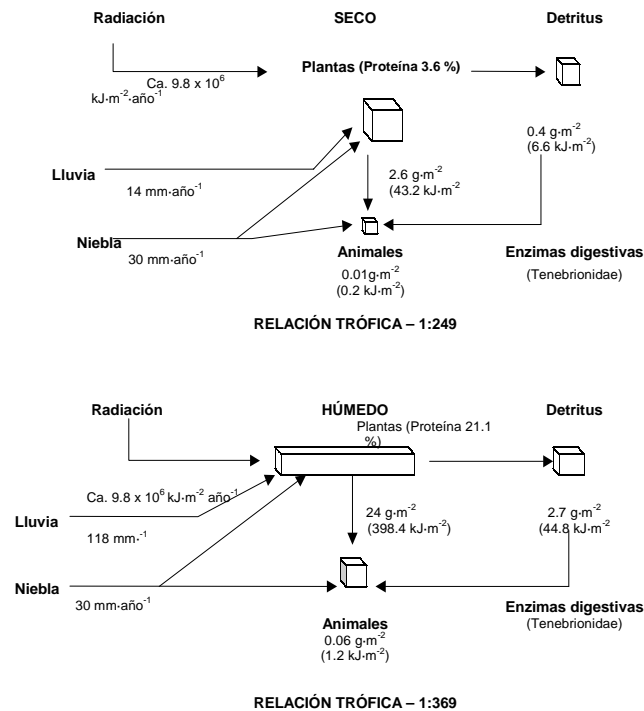 Radiación SECO Detritus
Plantas (Proteína 3.6 %)
Ca. 9.8 x 10⁶
kJ·m⁻²·año⁻¹
0.4 g·m⁻²
(6.6 kJ·m⁻²)
Lluvia
2.6 g·m⁻²
(43.2 kJ·m⁻²
14 mm·año⁻¹
Niebla
30 mm·año⁻¹
Animales Enzimas digestivas
0.01g·m⁻² (Tenebrionidae)
(0.2 kJ·m⁻²)
RELACIÓN TRÓFICA – 1:249
Radiación HÚMEDO Detritus
Plantas (Proteína 21.1
%)
Ca. 9.8 x 10⁶ kJ·m⁻² año⁻¹
24 g·m⁻² 2.7 g·m⁻²
Lluvia (398.4 kJ·m⁻²) (44.8 kJ·m⁻²
118 mm·⁻¹
Niebla
30 mm·año⁻¹
Enzimas digestivas
Animales (Tenebrionidae)
0.06 g·m⁻²
(1.2 kJ·m⁻²)
RELACIÓN TRÓFICA – 1:369